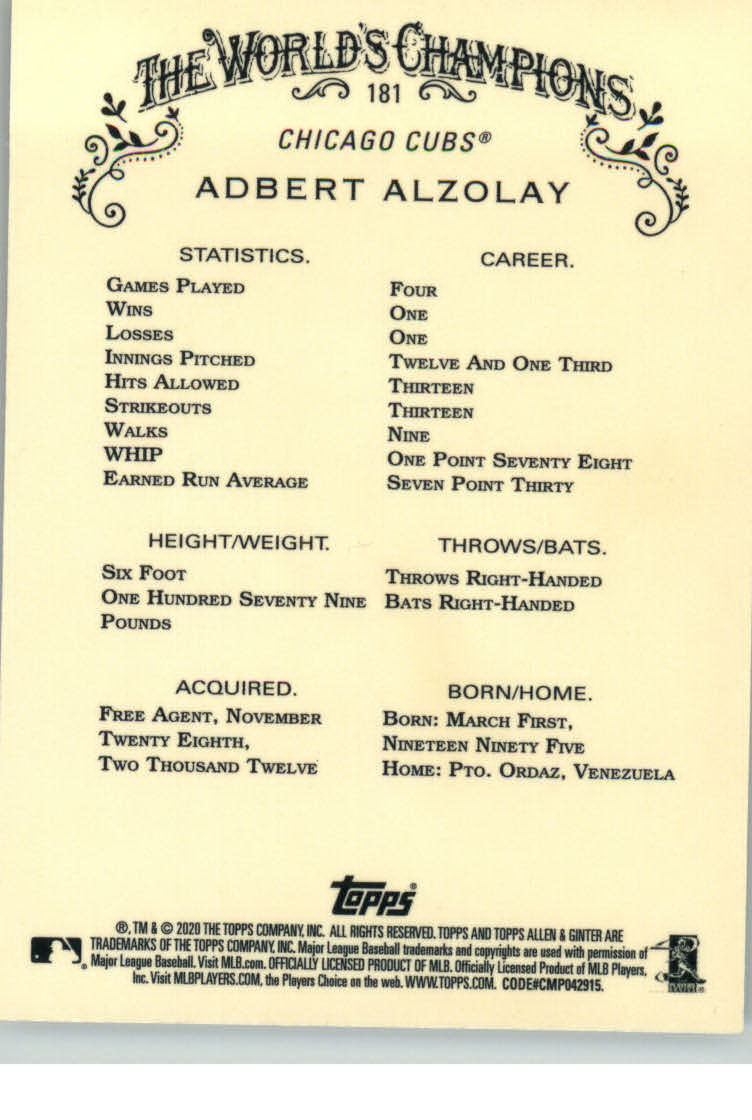 THE WORLD'S CHAMPIONS
181
CHICAGO CUBS®
ADBERT ALZOLAY
STATISTICS. CAREER.
GAMES PLAYED FOUR
WINS ONE
LOSSES ONE
INNINGS PITCHED TWELVE AND ONE THIRD
HITS ALLOWED THIRTEEN
STRIKEOUTS THIRTEEN
WALKS NINE
WHIP ONE POINT SEVENTY EIGHT
EARNED RUN AVERAGE SEVEN POINT THIRTY
HEIGHT/WEIGHT.
SIX FOOT
ONE HUNDRED SEVENTY NINE
POUNDS
THROWS/BATS.
THROWS RIGHT-HANDED
BATS RIGHT-HANDED
ACQUIRED.
FREE AGENT, NOVEMBER
TWENTY EIGHTH,
TWO THOUSAND TWELVE
BORN/HOME.
BORN: MARCH FIRST,
NINETEEN NINETY FIVE
HOME: PTO. ORDAZ, VENEZUELA
topps®
®, TM & © 2020 THE TOPPS COMPANY, INC. ALL RIGHTS RESERVED. TOPPS AND TOPPS ALLEN & GINTER ARE
TRADEMARKS OF THE TOPPS COMPANY, INC. Major League Baseball trademarks and copyrights are used with permission of
Major League Baseball. Visit MLB.com. OFFICIALLY LICENSED PRODUCT OF MLB. Officially Licensed Product of MLB Players,
Inc. Visit MLBPLAYERS.COM, the Players Choice on the web. WWW.TOPPS.COM. CODE#CMP042915.